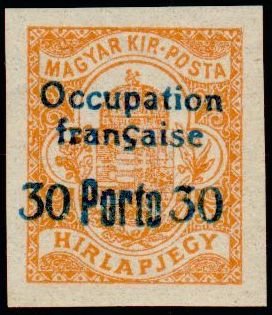 MAGYAR KIR·POSTA
Occupation
française
30 Porto 30
HIRLAPJEGY